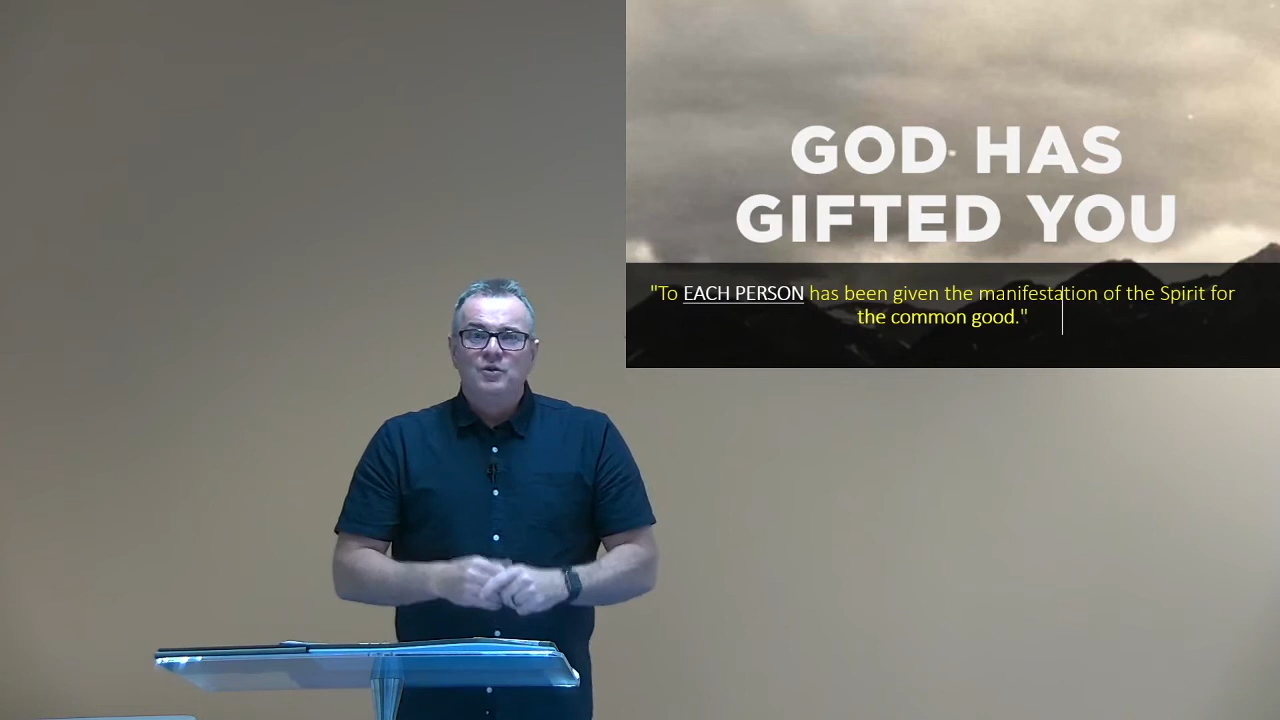 GOD HAS
GIFTED YOU
"To EACH PERSON has been given the manifestation of the Spirit for
the common good."